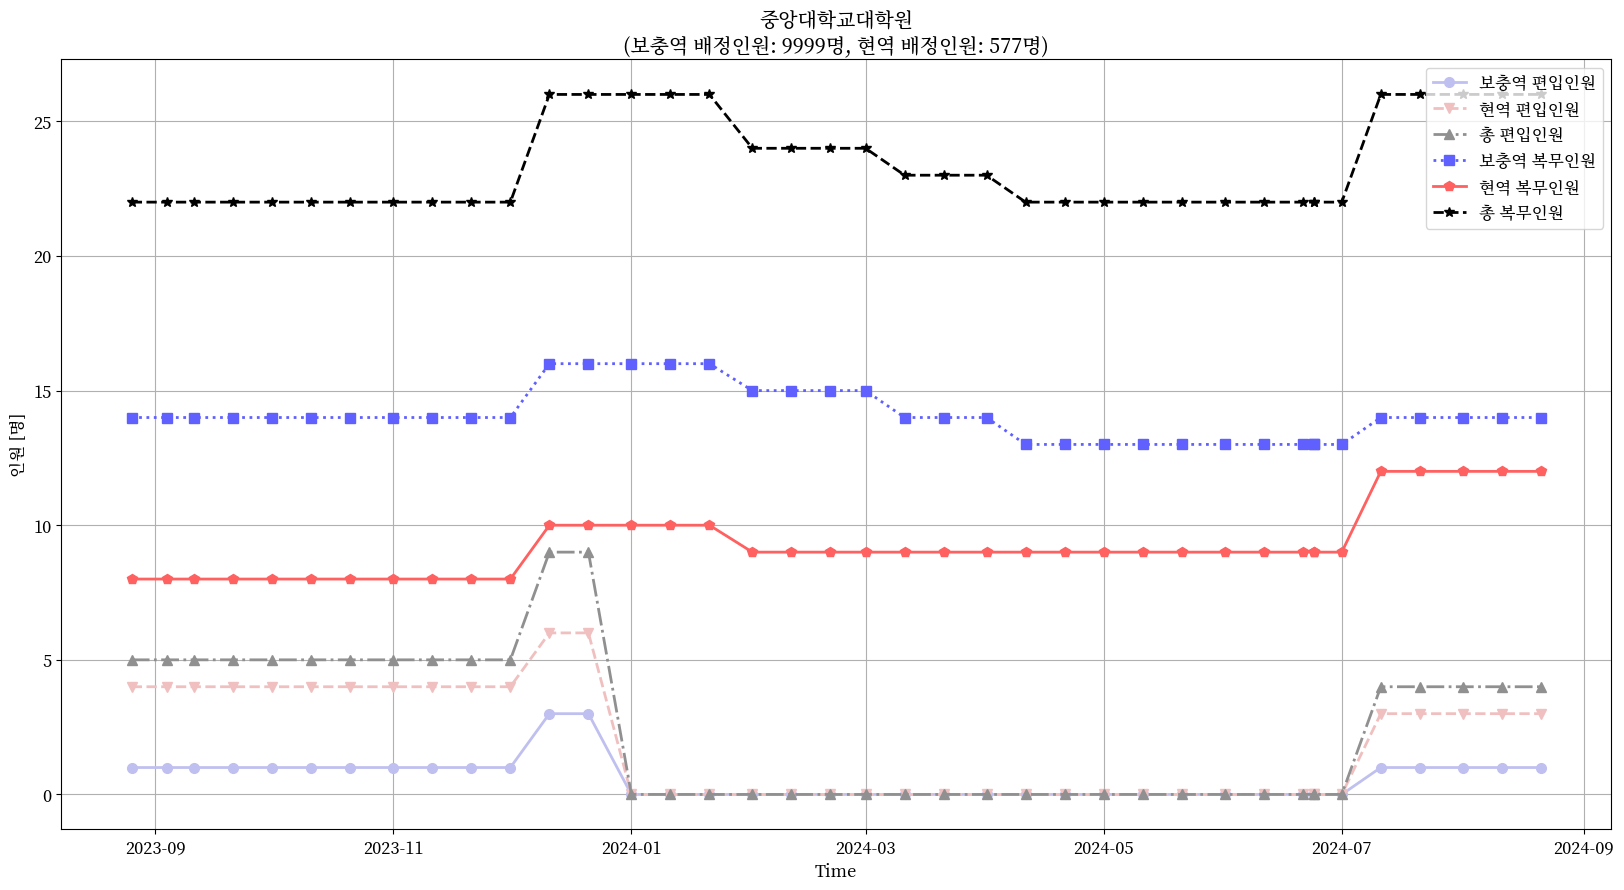 중앙대학교대학원
(보충역 배정인원: 9999명, 현역 배정인원: 577명)
보충역 편입인원
현역 편입인원
총 편입인원
보충역 복무인원
현역 복무인원
총 복무인원
인원 [명]
25
20
15
10
5
0
2023-09
2023-11
2024-01
2024-03
2024-05
2024-07
2024-09
Time